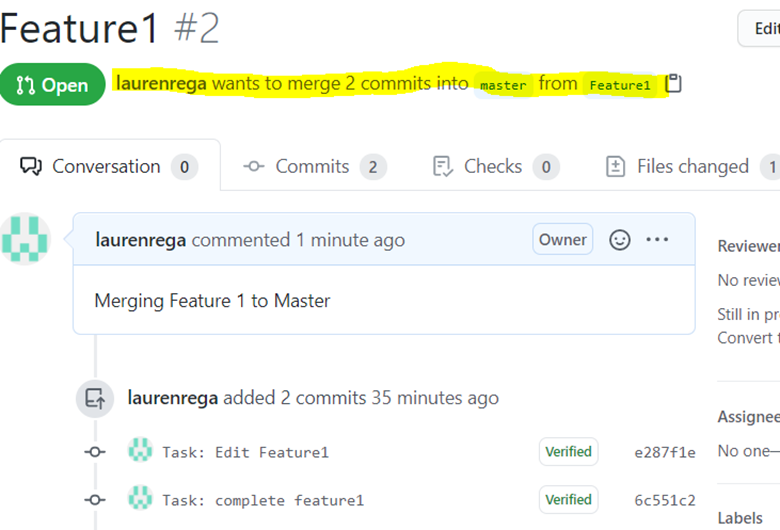 Feature1 #2
Edit
Open laurenrega wants to merge 2 commits into master from Feature1
Conversation 0 Commits 2 Checks 0 Files changed 1
laurenrega commented 1 minute ago Owner
Merging Feature 1 to Master
laurenrega added 2 commits 35 minutes ago
Task: Edit Feature1 Verified e287f1e
Task: complete feature1 Verified 6c551c2
Reviewer
No review
Still in pr
Convert t
Assignee
No one—
Labels